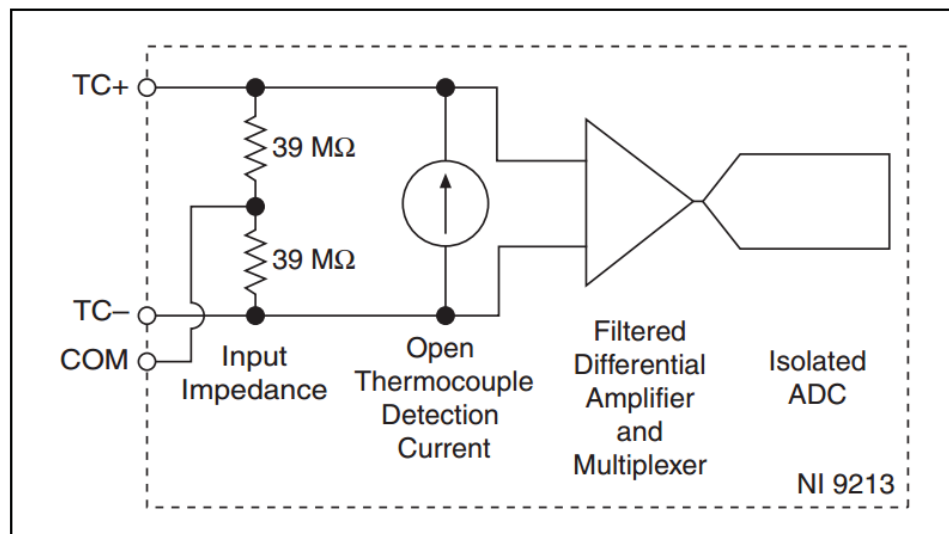 TC+
39 MΩ
39 MΩ
TC–
COM
Input
Impedance
Open
Thermocouple
Detection
Current
Filtered
Differential
Amplifier
and
Multiplexer
Isolated
ADC
NI 9213